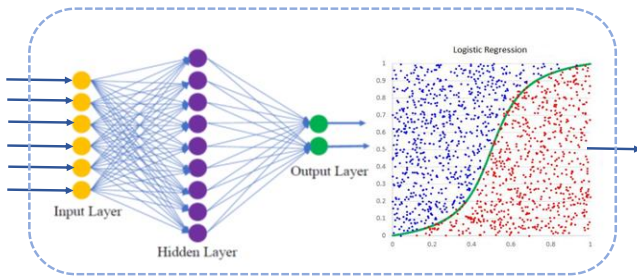 Input Layer
Hidden Layer
Output Layer
Logistic Regression
1
0.9
0.8
0.7
0.6
0.5
0.4
0.3
0.2
0.1
0
0 0.2 0.4 0.6 0.8 1